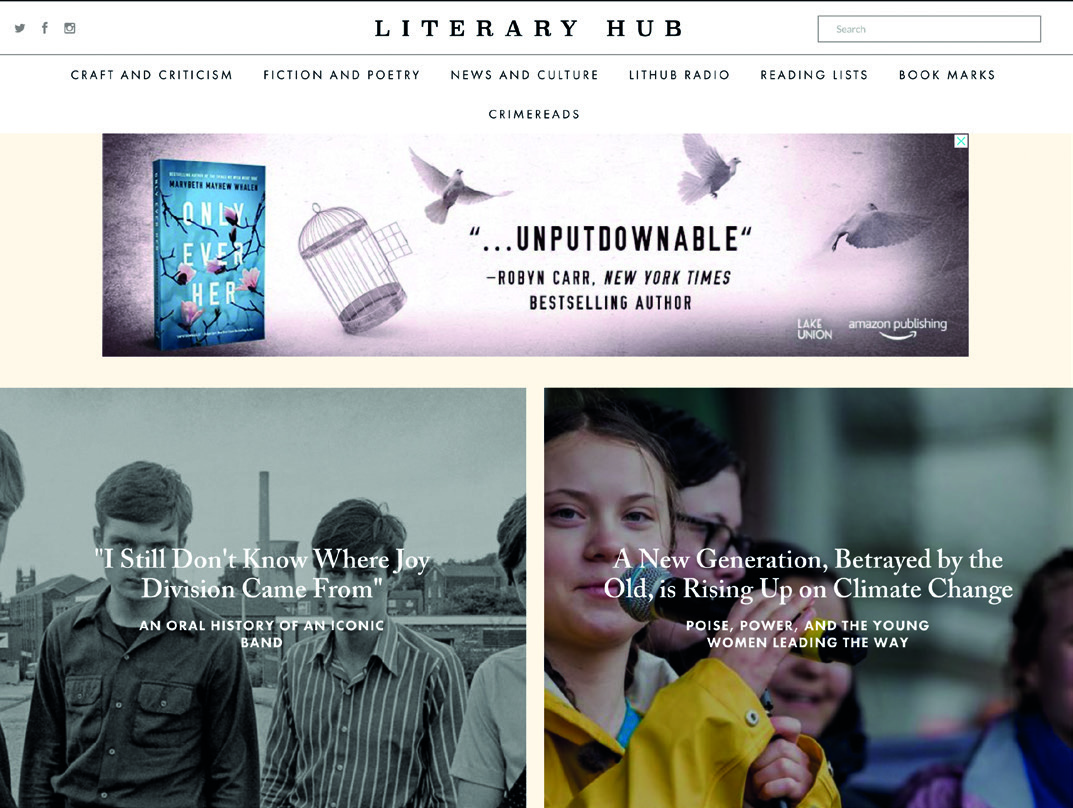 LITERARY HUB
Search
CRAFT AND CRITICISM FICTION AND POETRY NEWS AND CULTURE LITHUB RADIO READING LISTS BOOK MARKS
CRIMEREADS
MARYBETH MAYHEW WHALEN
ONLY
EVER
HER
"...UNPUTDOWNABLE"
—ROBYN CARR, NEW YORK TIMES
BESTSELLING AUTHOR
LAKE
UNION
amazon publishing
"I Still Don't Know Where Joy
Division Came From"
AN ORAL HISTORY OF AN ICONIC
BAND
A New Generation, Betrayed by the
Old, is Rising Up on Climate Change
POISE, POWER, AND THE YOUNG
WOMEN LEADING THE WAY